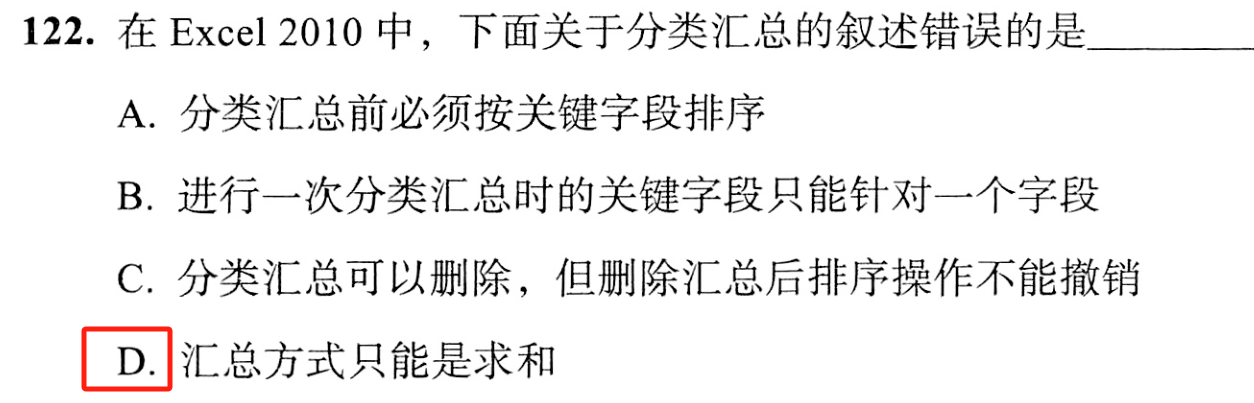 122. 在 Excel 2010 中，下面关于分类汇总的叙述错误的是________
A. 分类汇总前必须按关键字段排序
B. 进行一次分类汇总时的关键字段只能针对一个字段
C. 分类汇总可以删除，但删除汇总后排序操作不能撤销
D. 汇总方式只能是求和